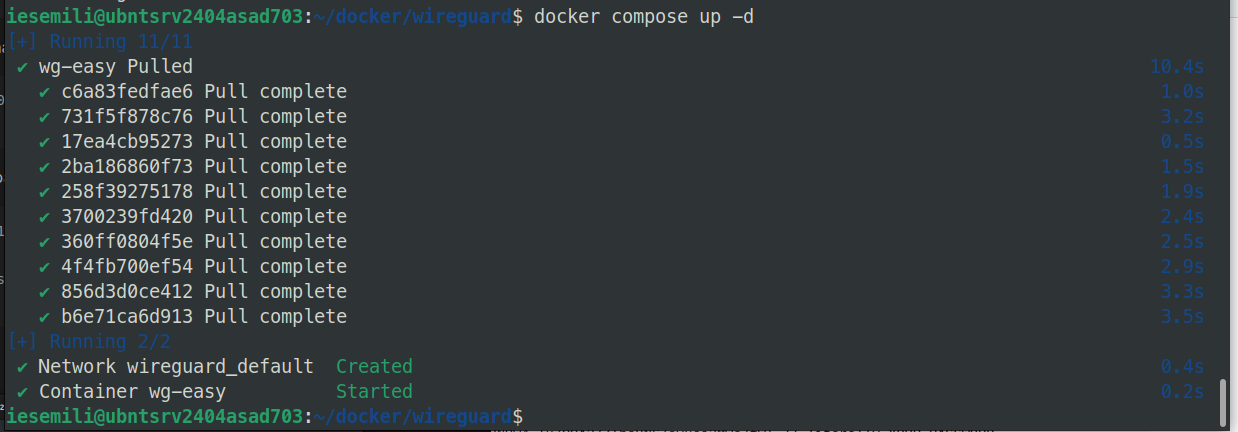 iesemili@ubntsrv2404asad703:~/docker/wireguard$ docker compose up -d
[+] Running 11/11
✔ wg-easy Pulled 10.4s
✔ c6a83fedfae6 Pull complete 1.0s
✔ 731f5f878c76 Pull complete 3.2s
✔ 17ea4cb95273 Pull complete 0.5s
✔ 2ba186860f73 Pull complete 1.5s
✔ 258f39275178 Pull complete 1.9s
✔ 3700239fd420 Pull complete 2.4s
✔ 360ff0804f5e Pull complete 2.5s
✔ 4f4fb700ef54 Pull complete 2.9s
✔ 856d3d0ce412 Pull complete 3.3s
✔ b6e71ca6d913 Pull complete 3.5s
[+] Running 2/2
✔ Network wireguard_default Created 0.4s
✔ Container wg-easy Started 0.2s
iesemili@ubntsrv2404asad703:~/docker/wireguard$